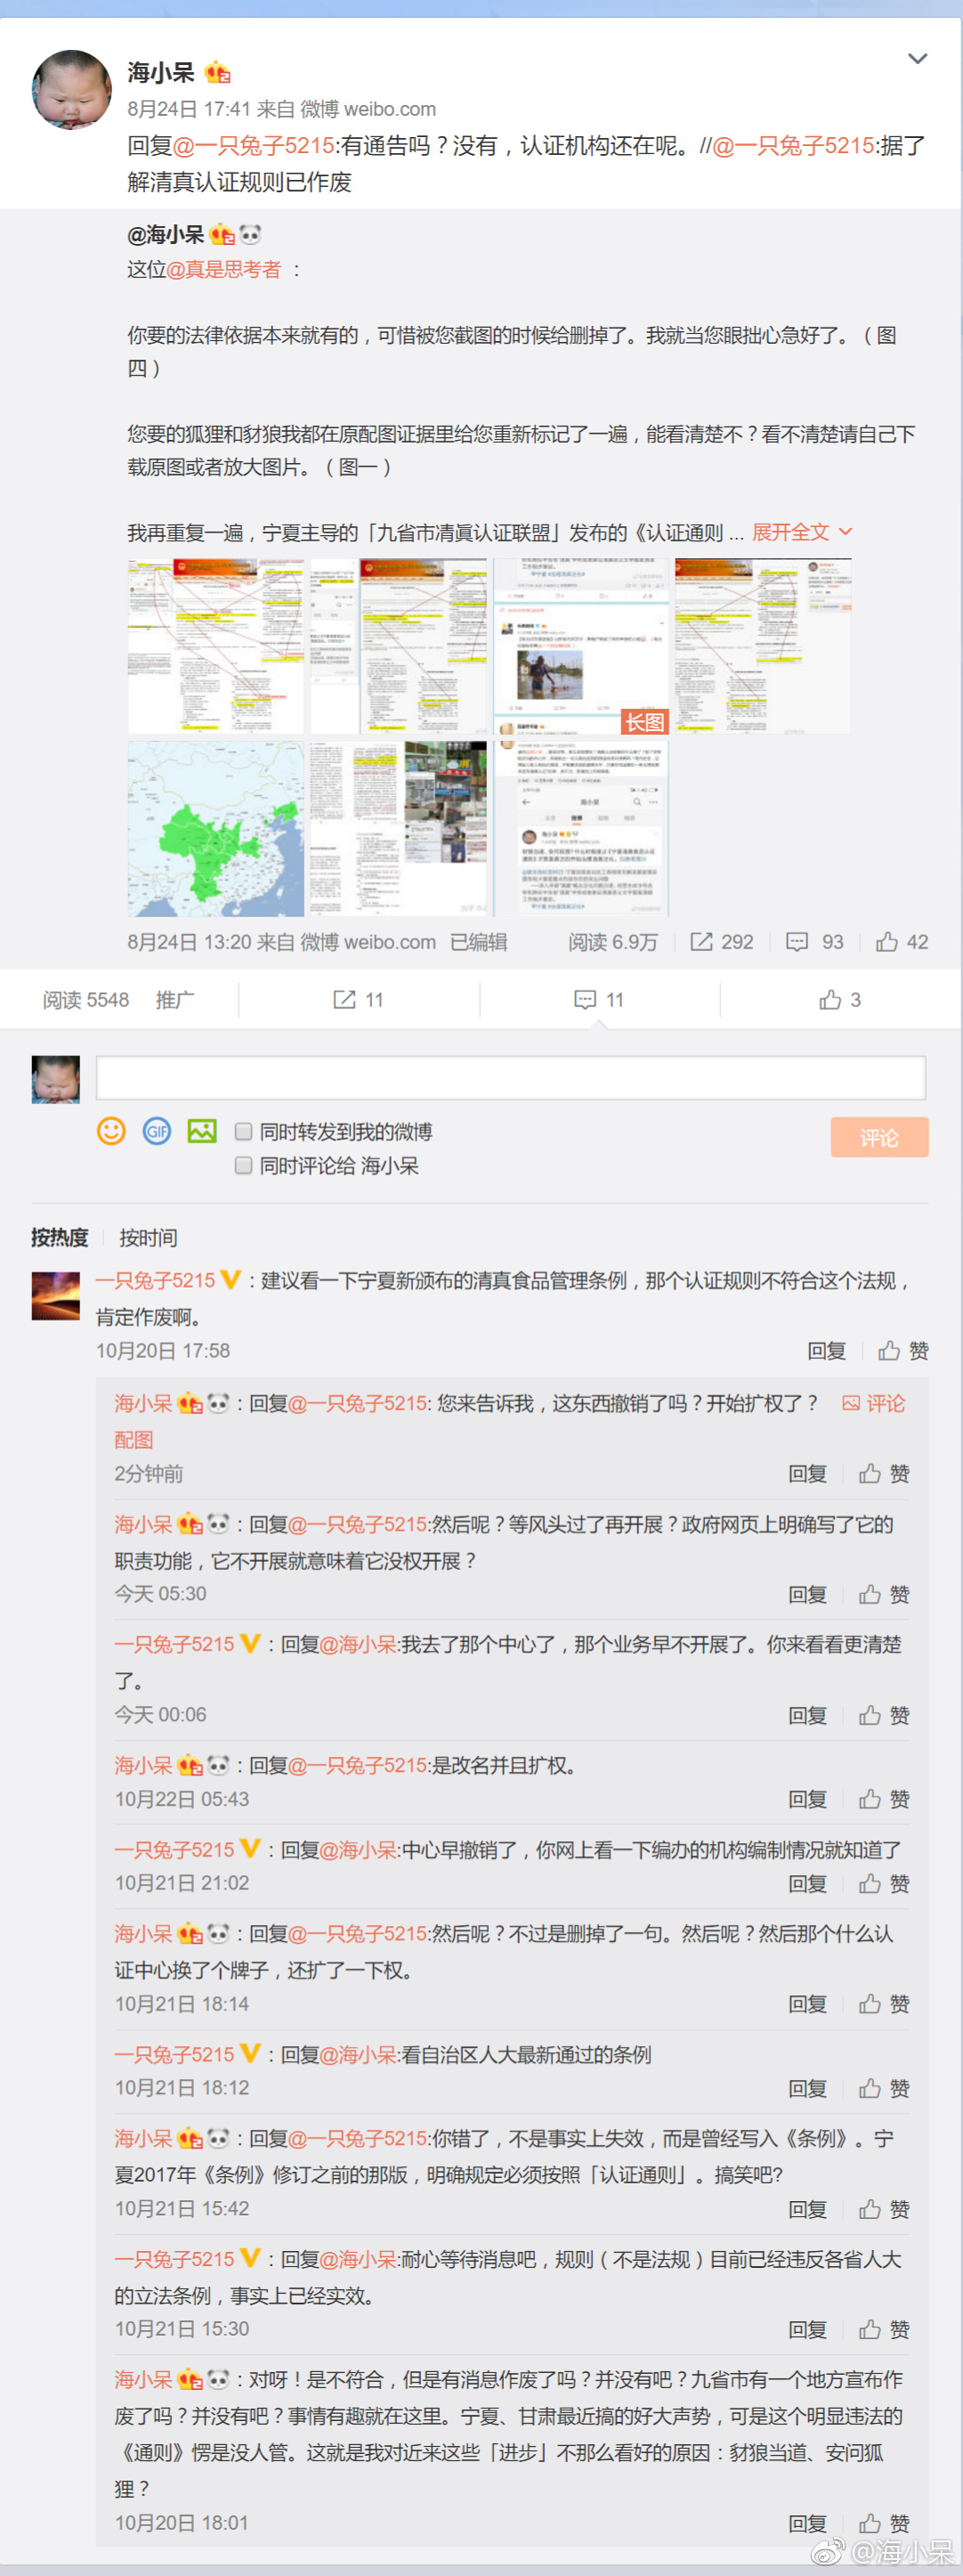 海小呆
8月24日 17:41 来自 微博 weibo.com
回复@一只兔子5215:有通告吗？没有，认证机构还在呢。//@一只兔子5215:据了
解清真认证规则已作废
@海小呆
这位@真是思考者 ：
你要的法律依据本来就有的，可惜被您截图的时候给删掉了。我就当您眼拙心急好了。（图
四）
您要的狐狸和豺狼我都在原配图证据里给您重新标记了一遍，能看清楚不？看不清楚请自己下
载原图或者放大图片。（图一）
我再重复一遍，宁夏主导的「九省市清真认证联盟」发布的《认证通则 ... 展开全文
长图
8月24日 13:20 来自 微博 weibo.com 已编辑 阅读 6.9万 292 93 42
阅读 5548 推广 11 11 3
GIF 同时转发到我的微博 评论
同时评论给 海小呆
按热度 按时间
一只兔子5215：建议看一下宁夏新颁布的清真食品管理条例，那个认证规则不符合这个法规，
肯定作废啊。
10月20日 17:58 回复 赞
海小呆：回复@一只兔子5215: 您来告诉我，这东西撤销了吗？开始扩权了？ 评论
配图
2分钟前 回复 赞
海小呆：回复@一只兔子5215:然后呢？等风头过了再开展？政府网页上明确写了它的
职责功能，它不开展就意味着它没权开展？
今天 05:30 回复 赞
一只兔子5215：回复@海小呆:我去了那个中心了，那个业务早不开展了。你来看看更清楚
了。
今天 00:06 回复 赞
海小呆：回复@一只兔子5215:是改名并且扩权。
10月22日 05:43 回复 赞
一只兔子5215：回复@海小呆:中心早撤销了，你网上看一下编办的机构编制情况就知道了
10月21日 21:02 回复 赞
海小呆：回复@一只兔子5215:然后呢？不过是删掉了一句。然后呢？然后那个什么认
证中心换了个牌子，还扩了一下权。
10月21日 18:14 回复 赞
一只兔子5215：回复@海小呆:看自治区人大最新通过的条例
10月21日 18:12 回复 赞
海小呆：回复@一只兔子5215:你错了，不是事实上失效，而是曾经写入《条例》。宁
夏2017年《条例》修订之前的那版，明确规定必须按照「认证通则」。搞笑吧?
10月21日 15:42 回复 赞
一只兔子5215：回复@海小呆:耐心等待消息吧，规则（不是法规）目前已经违反各省人大
的立法条例，事实上已经实效。
10月21日 15:30 回复 赞
海小呆：对呀！是不符合，但是有消息作废了吗？并没有吧？九省市有一个地方宣布作
废了吗？并没有吧？事情有趣就在这里。宁夏、甘肃最近搞的好大声势，可是这个明显违法的
《通则》愣是没人管。这就是我对近来这些「进步」不那么看好的原因：豺狼当道、安问狐
狸？
10月20日 18:01 回复 赞
@海小呆